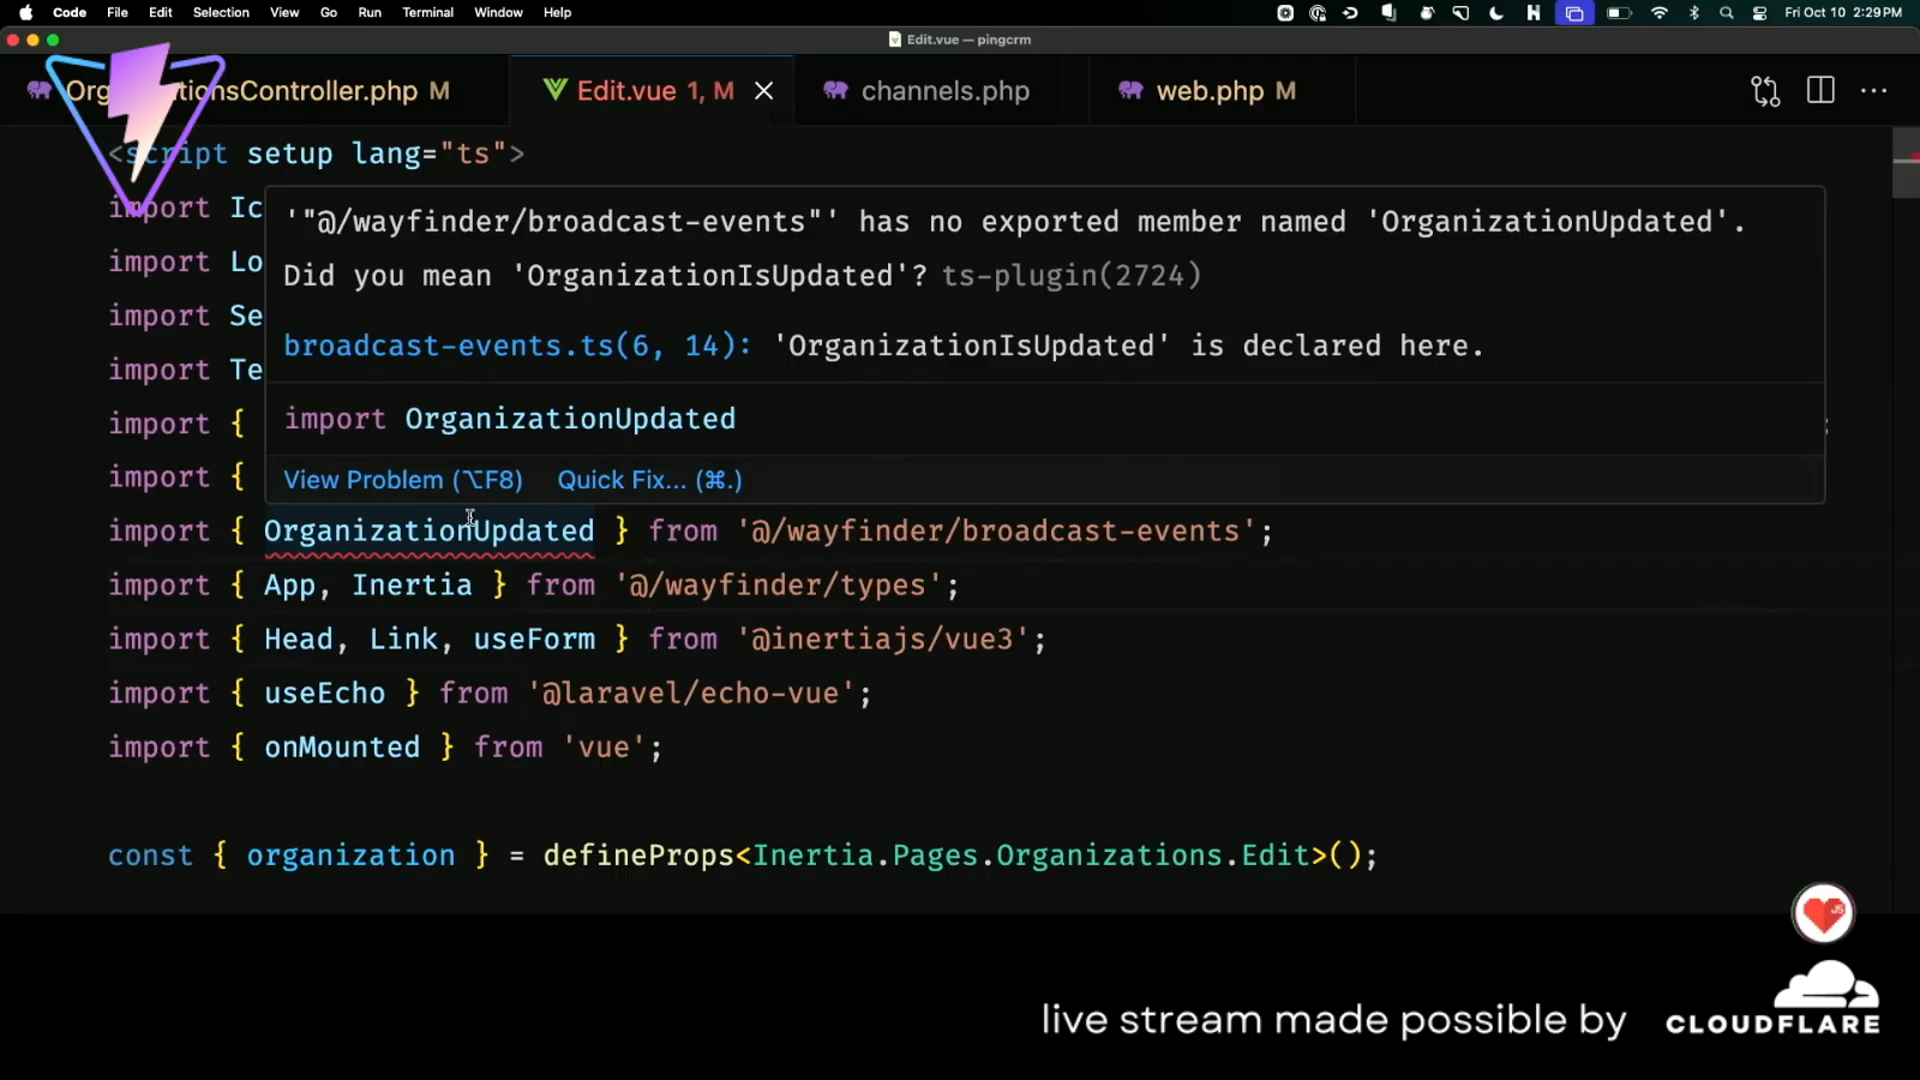 Code File Edit Selection View Go Run Terminal Window Help Fri Oct 10 2:29 PM
Edit.vue — pingcrm
OrganizationsController.php M Edit.vue 1, M channels.php web.php M
<script setup lang="ts">
import Ic
'"@/wayfinder/broadcast-events"' has no exported member named 'OrganizationUpdated'.
import Lo
Did you mean 'OrganizationIsUpdated'? ts-plugin(2724)
import Se
broadcast-events.ts(6, 14): 'OrganizationIsUpdated' is declared here.
import Te
import {
import OrganizationUpdated
;
import {
View Problem (⌥F8) Quick Fix... (⌘.)
import { OrganizationUpdated } from '@/wayfinder/broadcast-events';
import { App, Inertia } from '@/wayfinder/types';
import { Head, Link, useForm } from '@inertiajs/vue3';
import { useEcho } from '@laravel/echo-vue';
import { onMounted } from 'vue';
const { organization } = defineProps<Inertia.Pages.Organizations.Edit>();
JS
live stream made possible by CLOUDFLARE